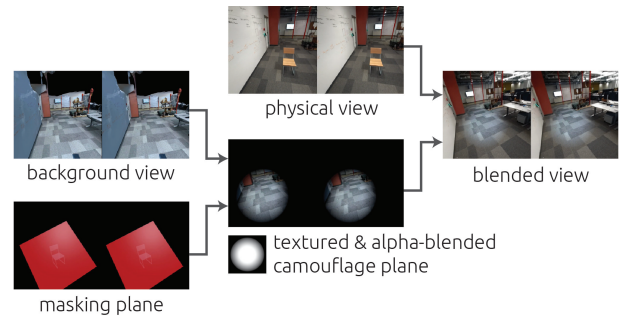 physical view
background view
blended view
textured & alpha-blended
camouflage plane
masking plane